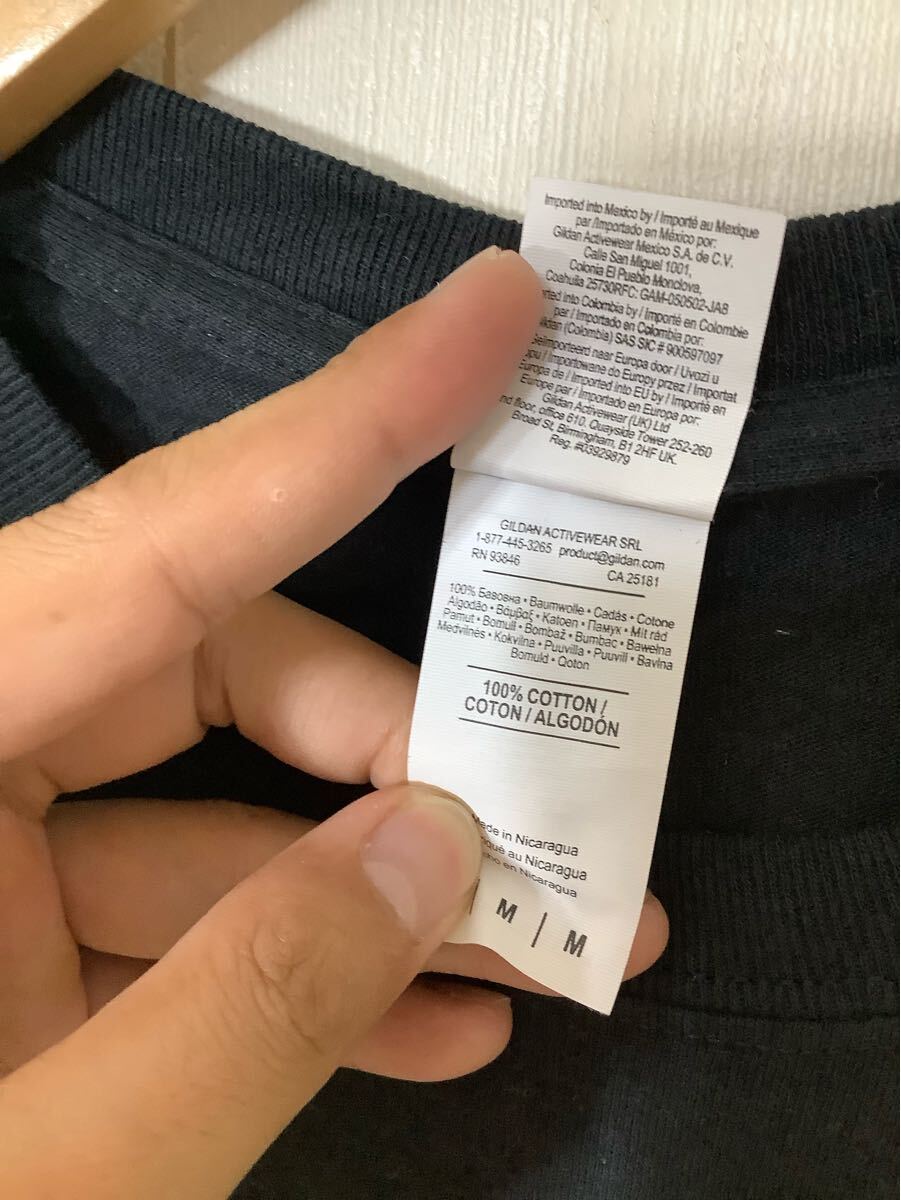 Imported into Mexico by / Importé au Mexique
par /Importado en México por:
Gildan Activewear Mexico S.A. de C.V.
Calle San Miguel 1001,
Colonia El Pueblo Monclova,
Coahuila 25730RFC: GAM-050502-JA8
into Colombia by / Importé en Colombie
par / Importado en Colombia por:
(Colombia) SAS SIC # 900597097
Geïmporteerd naar Europa door / Uvozi u
/ Importowane do Europy przez / Importat
Europa de / Imported into EU by / Importé en
Europe par / Importado en Europa por:
Gildan Activewear (UK) Ltd
floor, office 610, Quayside Tower 252-260
Broad St, Birmingham, B1 2HF UK.
Reg. #03929879
GILDAN ACTIVEWEAR SRL
1-877-445-3265 product@gildan.com
RN 93846 CA 25181
100% Бавовна • Baumwolle • Cadás • Cotone
Algodão • Βάμβαξ • Katoen • Памук • Mit rád
Pamut • Bomull • Bombaž • Bumbac • Bawełna
Medvilnės • Kokvilna • Puuvilla • Puuvill • Bavlna
Bomuld • Qoton
100% COTTON /
COTON / ALGODÓN
Made in Nicaragua
au Nicaragua
en Nicaragua
| M | M